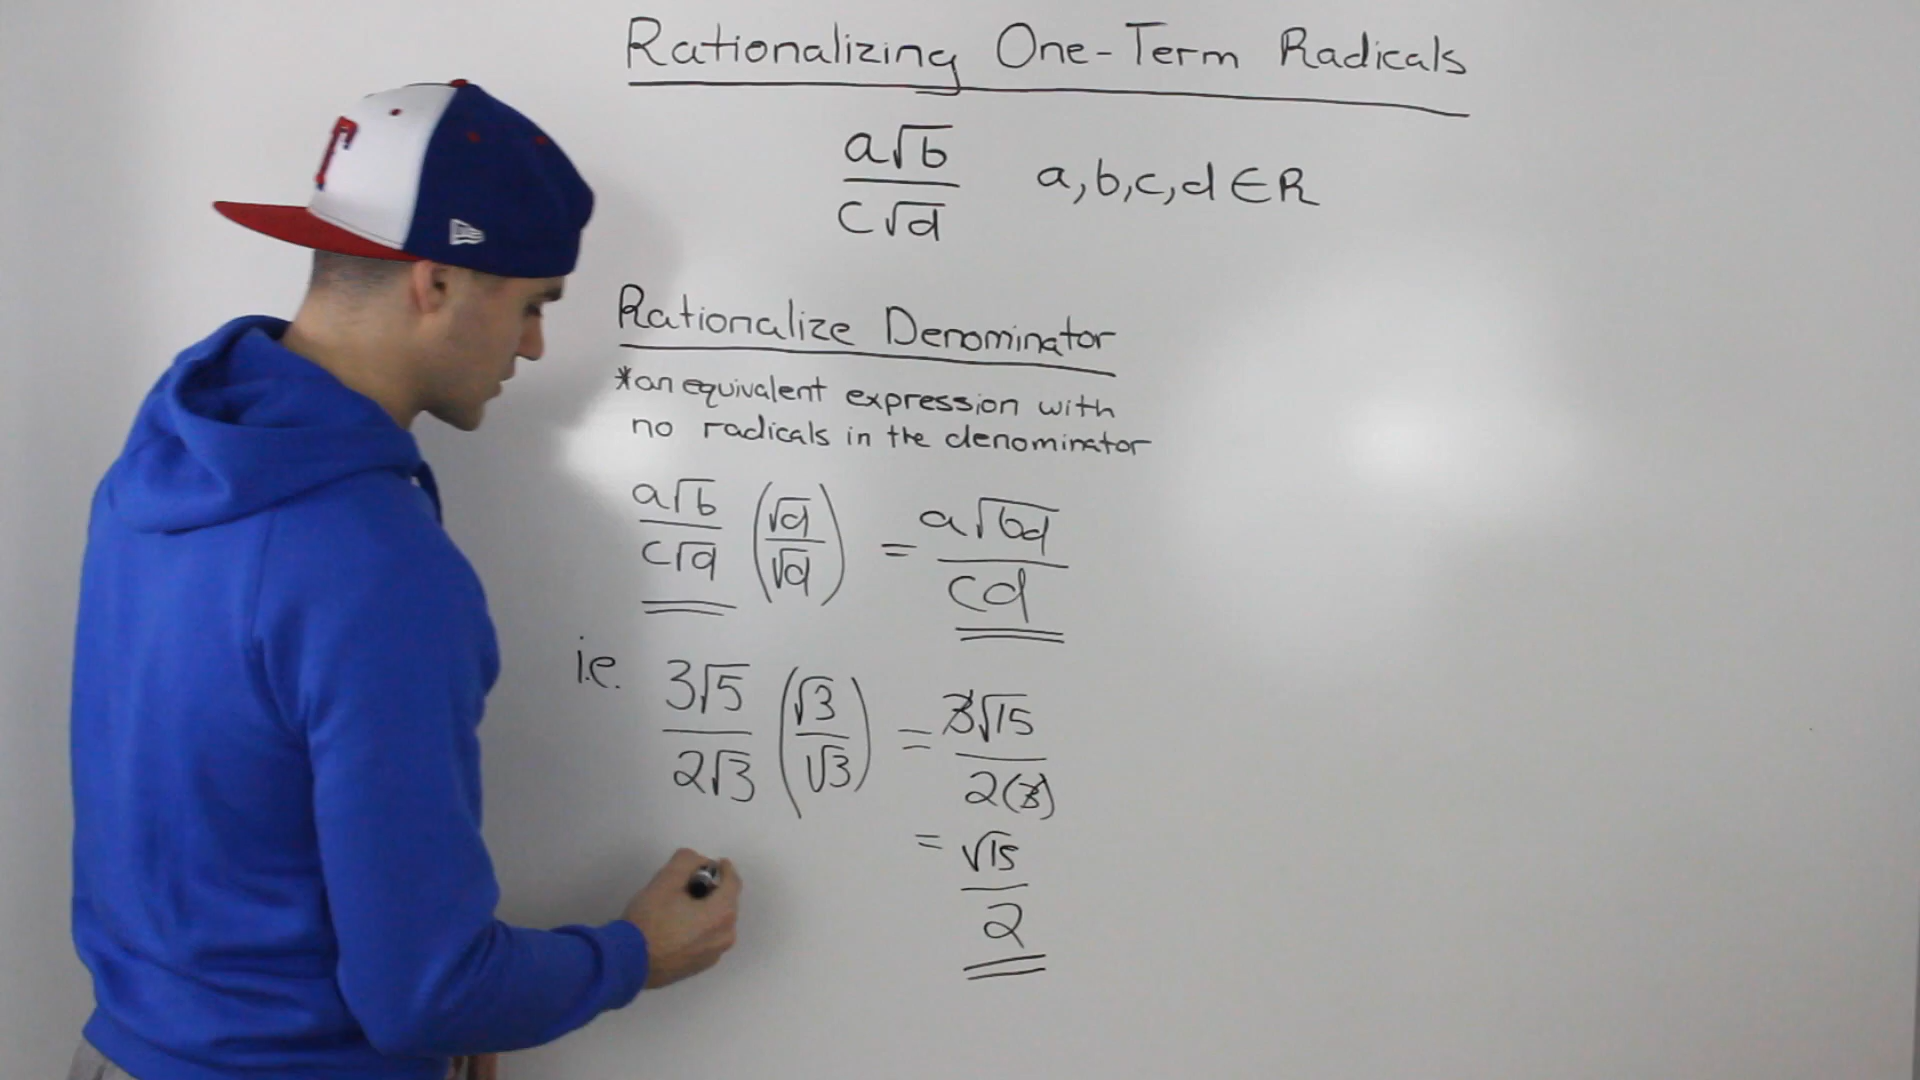 Rationalizing One-Term Radicals
a√b
c√d
a,b,c,d ∈ R
Rationalize Denominator
*an equivalent expression with
no radicals in the denominator
a√b/c√d (√d/√d) = a√bd/cd
i.e. 3√5/2√3 (√3/√3) = 3√15/2(3)
= √15/2